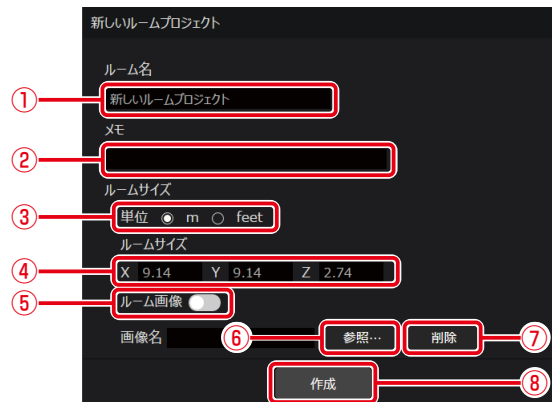 新しいルームプロジェクト
ルーム名
① 新しいルームプロジェクト
メモ
②
ルームサイズ
③ 単位 m feet
ルームサイズ
④ X 9.14 Y 9.14 Z 2.74
⑤ ルーム画像
画像名 ⑥ 参照… 削除 ⑦
作成 ⑧